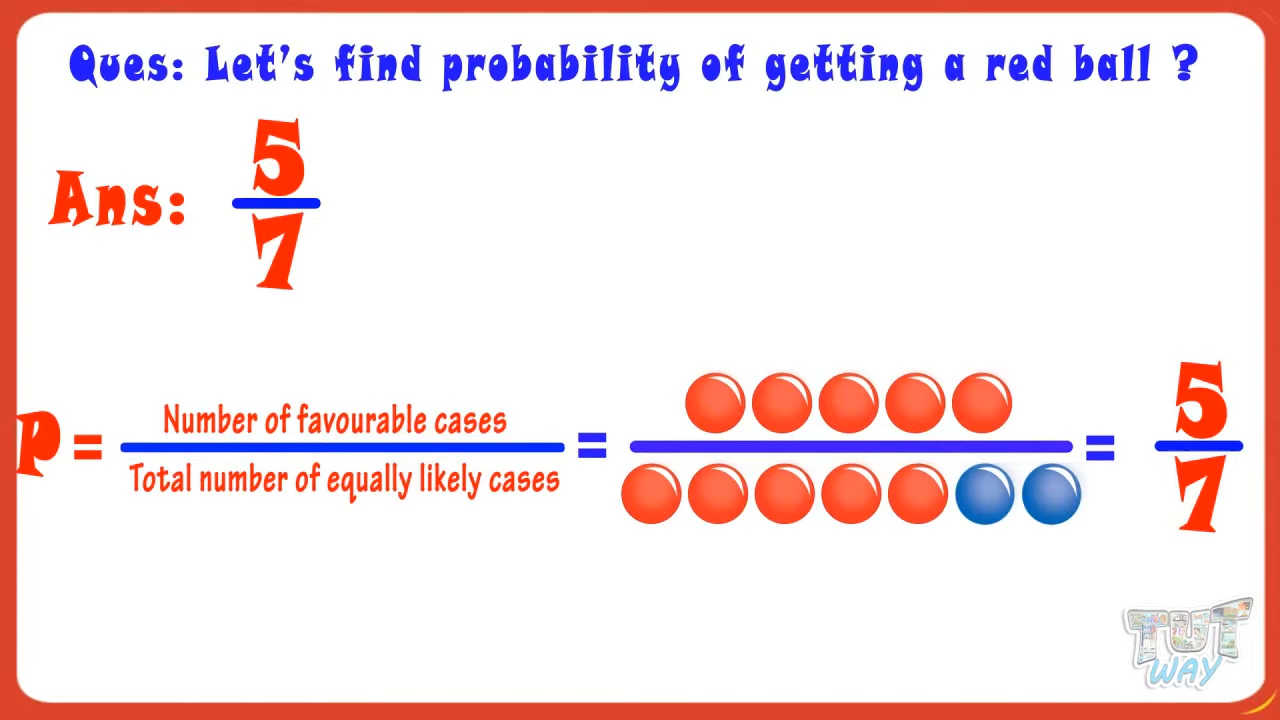 Ques: Let's find probability of getting a red ball ?
Ans: 5
7
P = Number of favourable cases
Total number of equally likely cases
= = 5
7
TUT
WAY